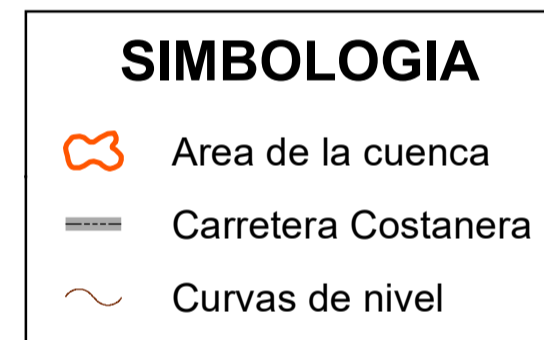 SIMBOLOGIA
Area de la cuenca
Carretera Costanera
Curvas de nivel